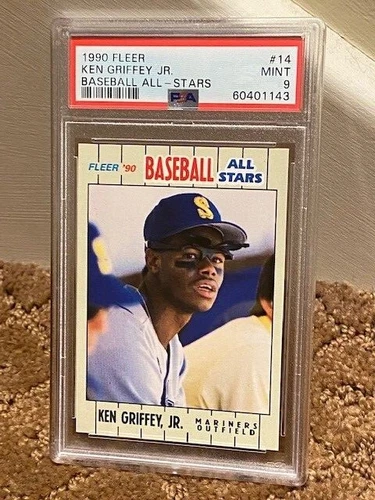 1990 FLEER #14
KEN GRIFFEY JR. MINT
BASEBALL ALL-STARS 9
PSA 60401143
FLEER '90 BASEBALL ALL STARS
S
KEN GRIFFEY, JR. MARINERS OUTFIELD